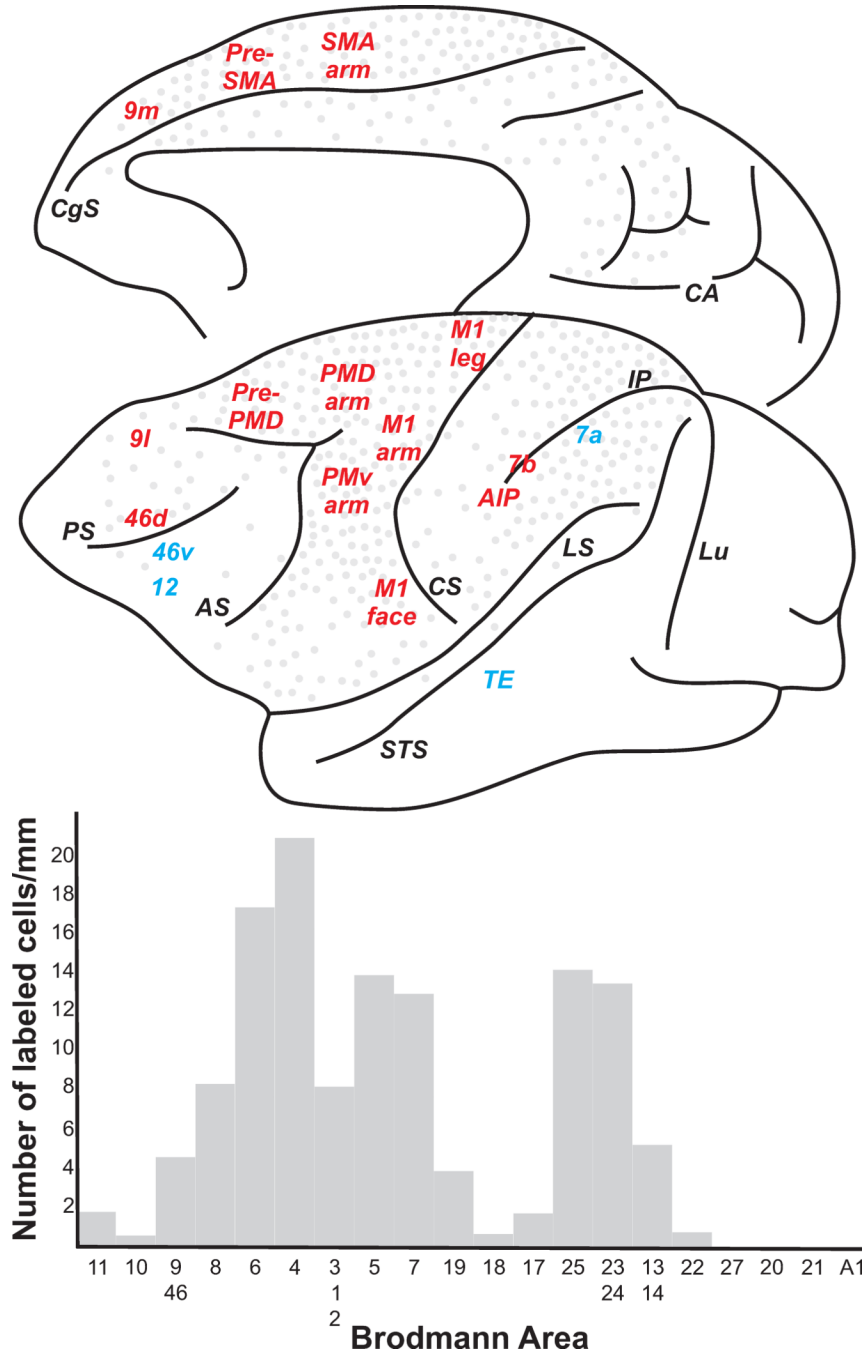 Pre-
SMA
SMA
arm
9m
CgS
CA
M1
leg
PMD
arm
Pre-
PMD
IP
9l
M1
arm
7a
7b
PMv
arm
AIP
46d
PS
46v
12
AS
LS
Lu
M1
face
CS
TE
STS
Number of labeled cells/mm
20
18
16
14
12
10
8
6
4
2
11 10 9 8 6 4 3 5 7 19 18 17 25 23 13 22 27 20 21 A1
46 1 24 14
2
Brodmann Area